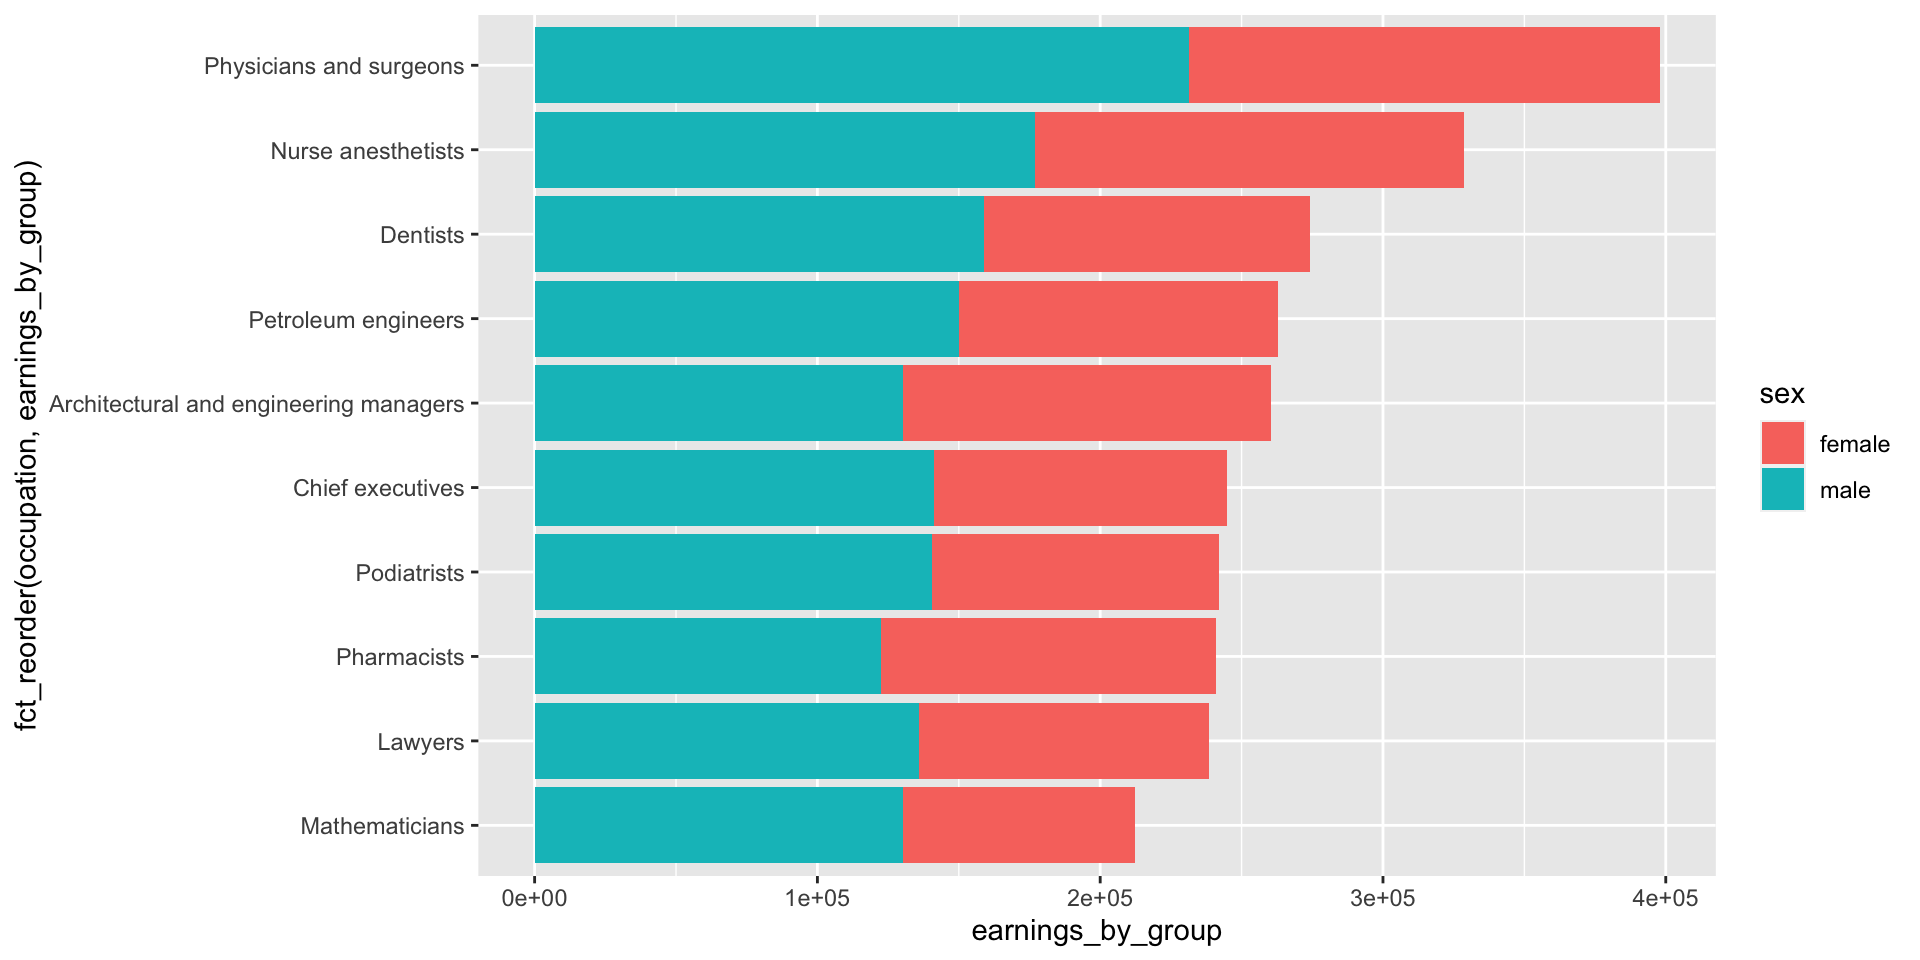 fct_reorder(occupation, earnings_by_group)
Physicians and surgeons
Nurse anesthetists
Dentists
Petroleum engineers
Architectural and engineering managers
Chief executives
Podiatrists
Pharmacists
Lawyers
Mathematicians
0e+00 1e+05 2e+05 3e+05 4e+05
earnings_by_group
sex
female
male